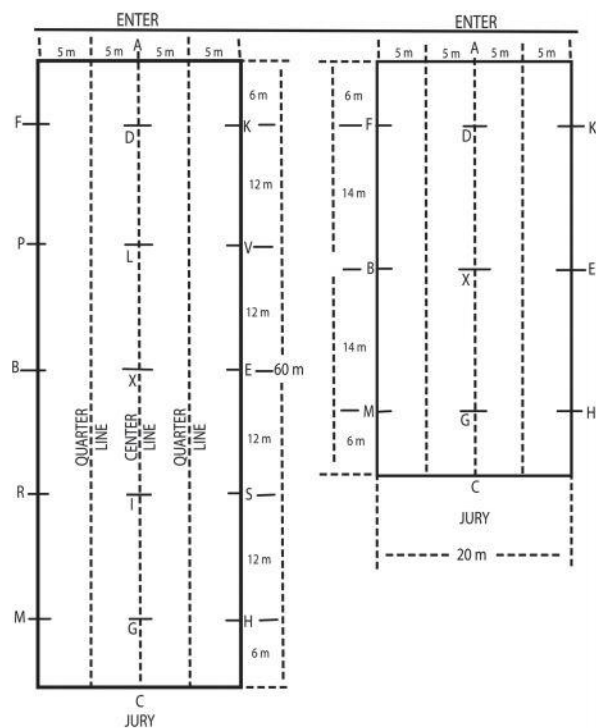 ENTER
ENTER
A
5 m 5 m 5 m 5 m
6 m
F D K
12 m
P L V
12 m
B X E 60 m
QUARTER LINE
CENTER LINE
QUARTER LINE
12 m
R I S
12 m
M G H
6 m
C
JURY
A
5 m 5 m 5 m 5 m
6 m
F D K
14 m
B X E
14 m
M G H
6 m
C
JURY
20 m